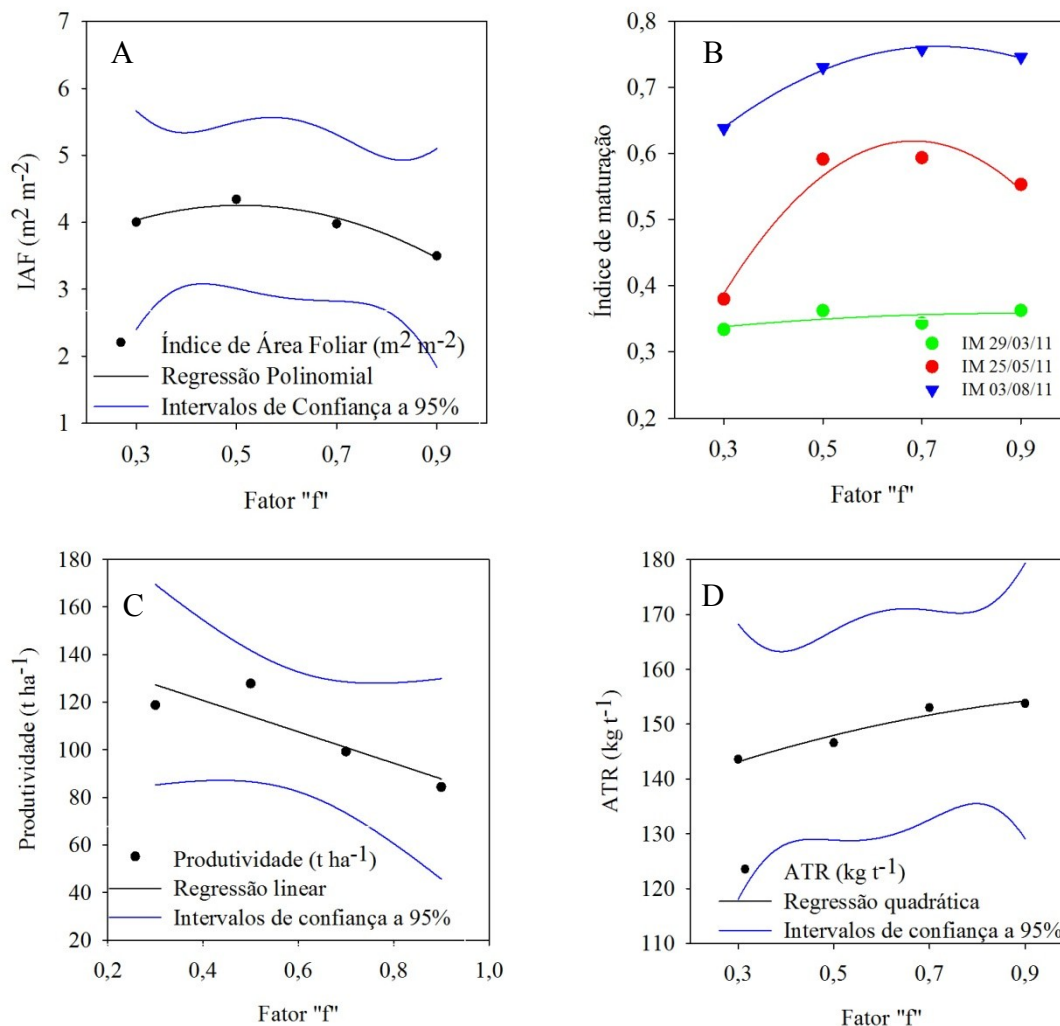 A
IAF (m² m⁻²)
7
6
5
4
3
2
1
Índice de Área Foliar (m² m⁻²)
Regressão Polinomial
Intervalos de Confiança a 95%
0,3 0,5 0,7 0,9
Fator "f"
B
Índice de maturação
0,8
0,7
0,6
0,5
0,4
0,3
0,2
IM 29/03/11
IM 25/05/11
IM 03/08/11
0,3 0,5 0,7 0,9
Fator "f"
C
Produtividade (t ha⁻¹)
180
160
140
120
100
80
60
40
20
Produtividade (t ha⁻¹)
Regressão linear
Intervalos de confiança a 95%
0,2 0,4 0,6 0,8 1,0
Fator "f"
D
ATR (kg t⁻¹)
180
170
160
150
140
130
120
110
ATR (kg t⁻¹)
Regressão quadrática
Intervalos de confiança a 95%
0,3 0,5 0,7 0,9
Fator "f"